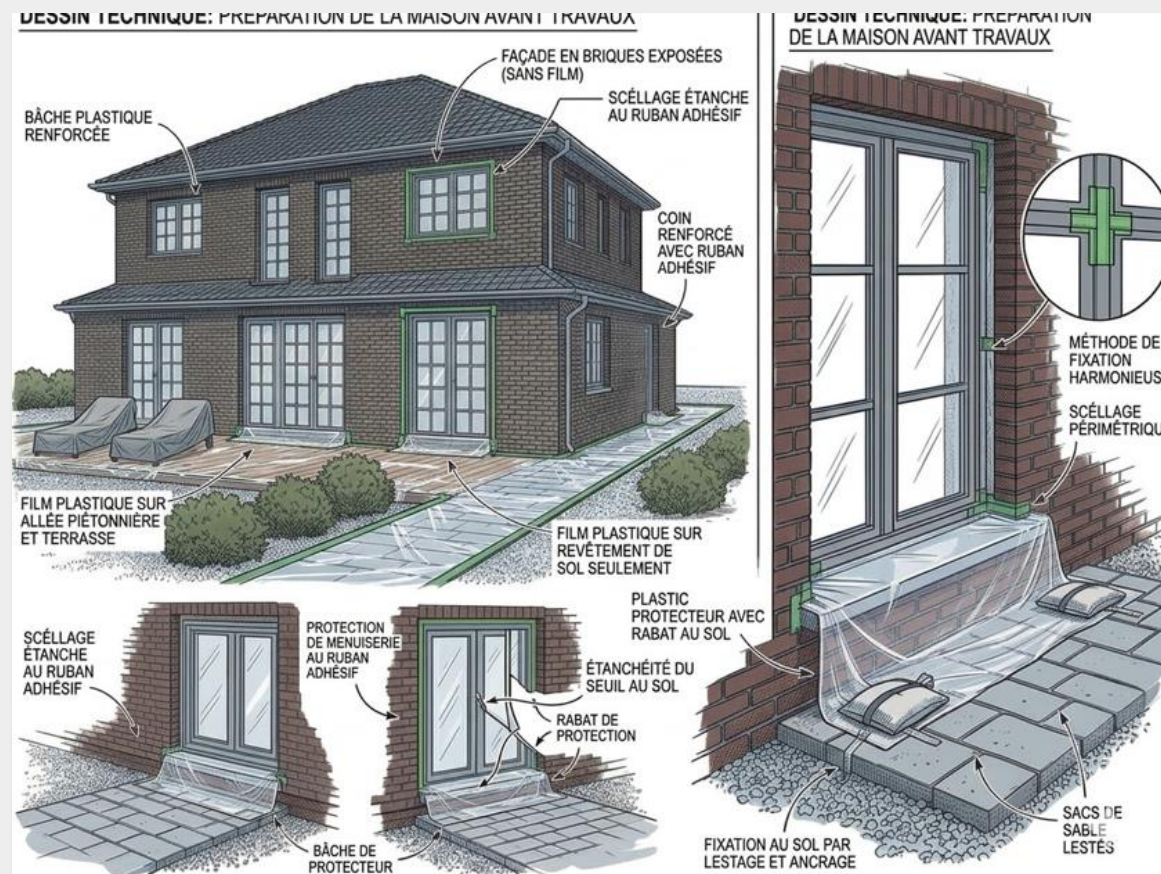 DESSIN TECHNIQUE: PRÉPARATION DE LA MAISON AVANT TRAVAUX
BÂCHE PLASTIQUE
RENFORCÉE
FAÇADE EN BRIQUES EXPOSÉES
(SANS FILM)
SCÉLLAGE ÉTANCHE
AU RUBAN ADHÉSIF
COIN
RENFORCÉ
AVEC RUBAN
ADHÉSIF
FILM PLASTIQUE SUR
ALLÉE PIÉTONNIÈRE
ET TERRASSE
FILM PLASTIQUE SUR
REVÊTEMENT DE
SOL SEULEMENT
SCÉLLAGE
ÉTANCHE
AU RUBAN
ADHÉSIF
PROTECTION
DE MENUISERIE
AU RUBAN
ADHÉSIF
ÉTANCHÉITÉ DU
SEUIL AU SOL
RABAT DE
PROTECTION
BÂCHE DE
PROTECTEUR
DESSIN TECHNIQUE: PRÉPARATION
DE LA MAISON AVANT TRAVAUX
MÉTHODE DE
FIXATION
HARMONIEUS
SCÉLLAGE
PÉRIMÉTRIQU
PLASTIC
PROTECTEUR AVEC
RABAT AU SOL
FIXATION AU SOL PAR
LESTAGE ET ANCRAGE
SACS DE
SABLE
LESTÉS